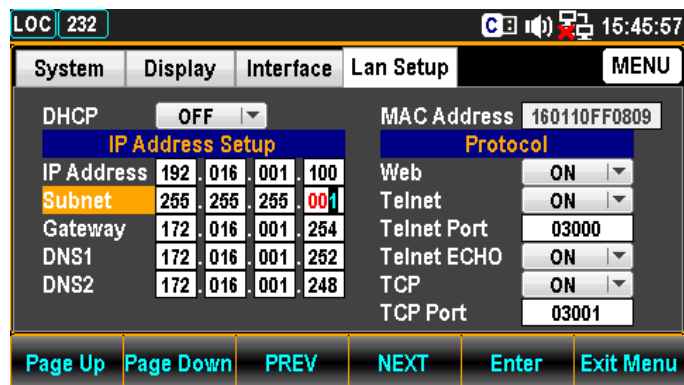 LOC 232 C 15:45:57
System Display Interface Lan Setup MENU
DHCP OFF MAC Address 160110FF0809
IP Address Setup Protocol
IP Address 192 . 016 . 001 . 100 Web ON
Subnet 255 . 255 . 255 . 001 Telnet ON
Gateway 172 . 016 . 001 . 254 Telnet Port 03000
DNS1 172 . 016 . 001 . 252 Telnet ECHO ON
DNS2 172 . 016 . 001 . 248 TCP ON
TCP Port 03001
Page Up Page Down PREV NEXT Enter Exit Menu